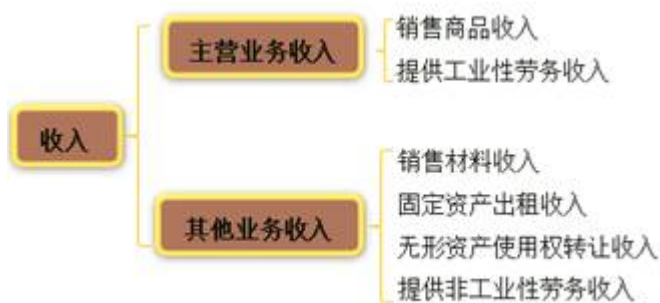 收入
主营业务收入
销售商品收入
提供工业性劳务收入
其他业务收入
销售材料收入
固定资产出租收入
无形资产使用权转让收入
提供非工业性劳务收入